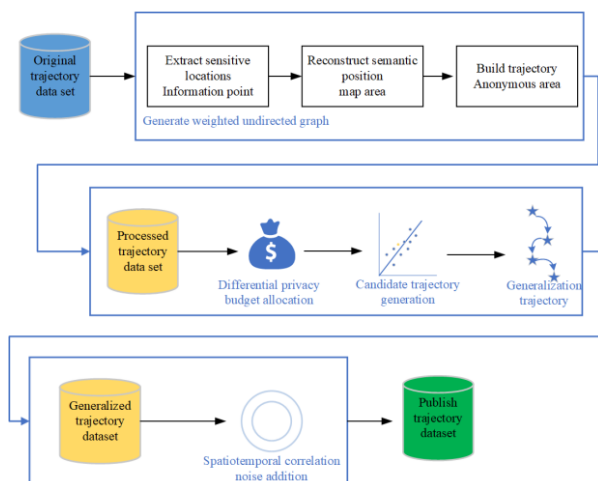 Original
trajectory
data set
Extract sensitive
locations
Information point
Reconstruct semantic
position
map area
Build trajectory
Anonymous area
Generate weighted undirected graph
Processed
trajectory
data set
$
Differential privacy
budget allocation
Candidate trajectory
generation
Generalization
trajectory
Generalized
trajectory
dataset
Spatiotemporal correlation
noise addition
Publish
trajectory
dataset